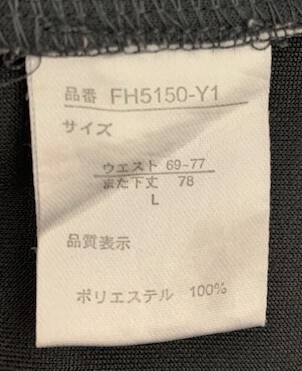 品番 FH5150-Y1
サイズ
ウエスト 69~77
また下丈 78
L
品質表示
ポリエステル 100%